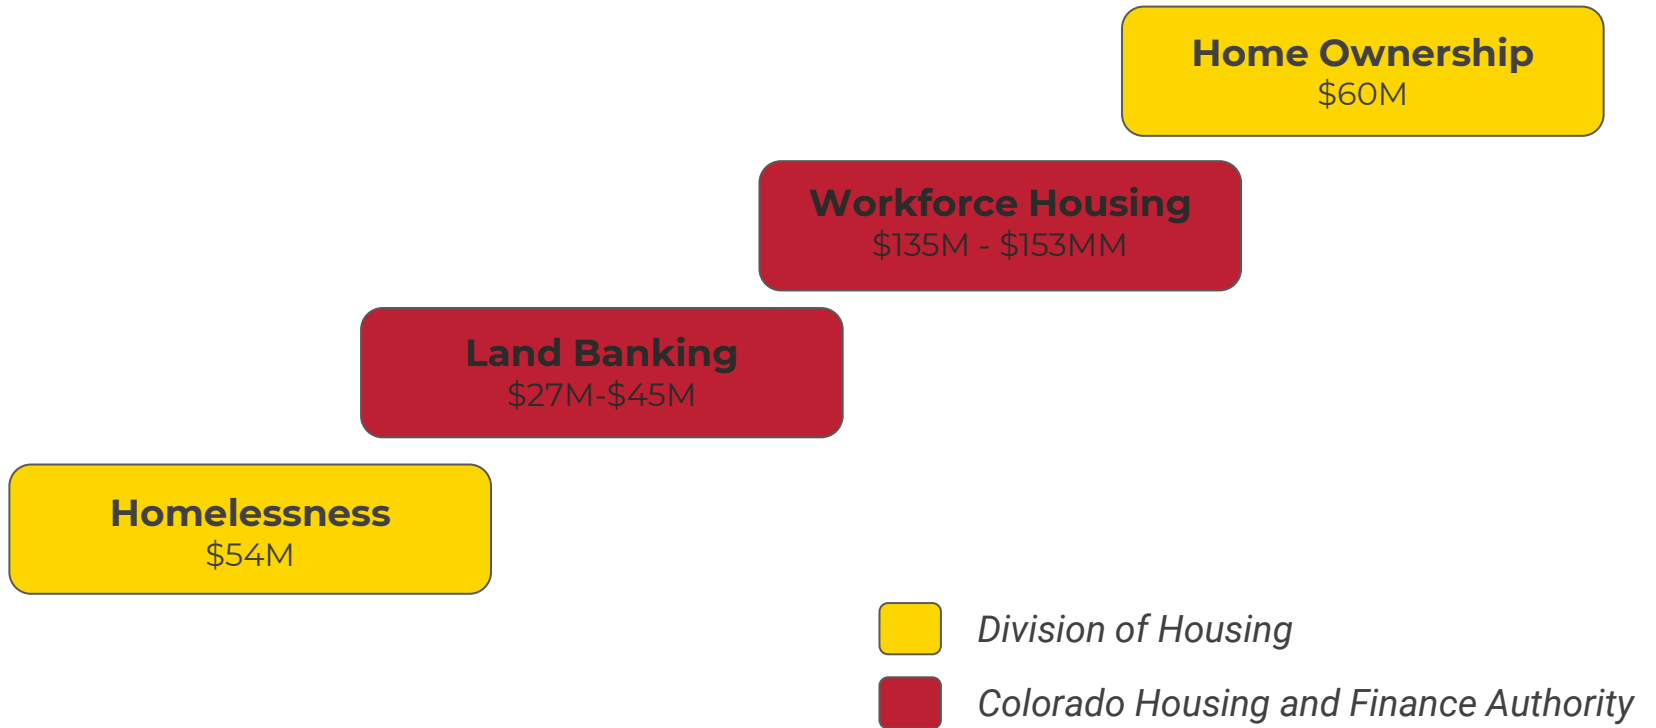 Home Ownership
$60M
Workforce Housing
$135M - $153MM
Land Banking
$27M-$45M
Homelessness
$54M
Division of Housing
Colorado Housing and Finance Authority